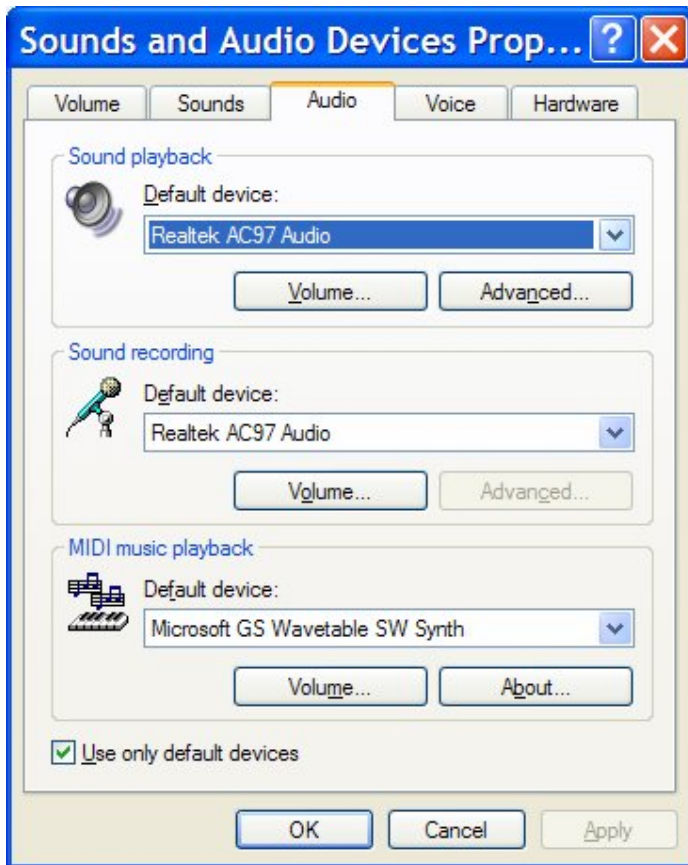 Sounds and Audio Devices Prop...
Volume Sounds Audio Voice Hardware
Sound playback
Default device:
Realtek AC97 Audio
Volume... Advanced...
Sound recording
Default device:
Realtek AC97 Audio
Volume... Advanced...
MIDI music playback
Default device:
Microsoft GS Wavetable SW Synth
Volume... About...
Use only default devices
OK Cancel Apply